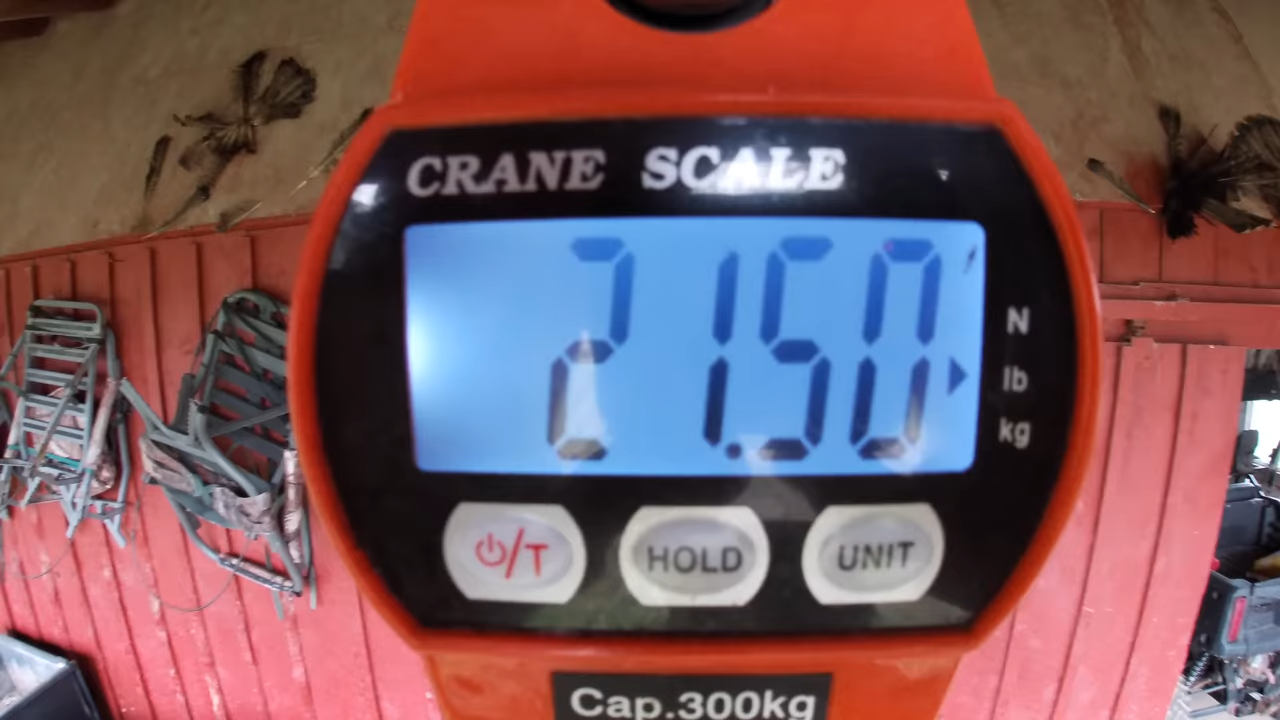 CRANE SCALE
21.50
N
lb
kg
⏻/T
HOLD
UNIT
Cap.300kg